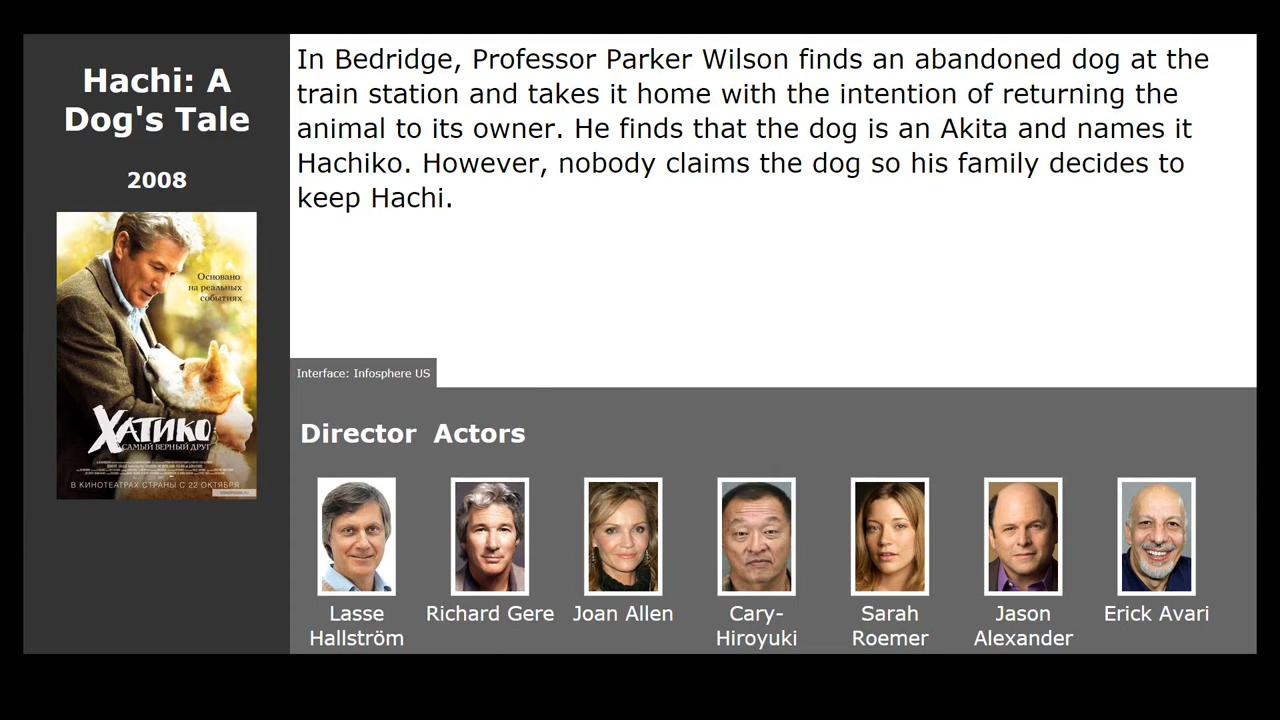 Hachi: A
Dog's Tale
2008
Основано
на реальных
событиях
ХАТИКО
САМЫЙ ВЕРНЫЙ ДРУГ
В КИНОТЕАТРАХ СТРАНЫ С 22 ОКТЯБРЯ
In Bedridge, Professor Parker Wilson finds an abandoned dog at the
train station and takes it home with the intention of returning the
animal to its owner. He finds that the dog is an Akita and names it
Hachiko. However, nobody claims the dog so his family decides to
keep Hachi.
Interface: Infosphere US
Director Actors
Lasse
Hallström
Richard Gere
Joan Allen
Cary-
Hiroyuki
Sarah
Roemer
Jason
Alexander
Erick Avari